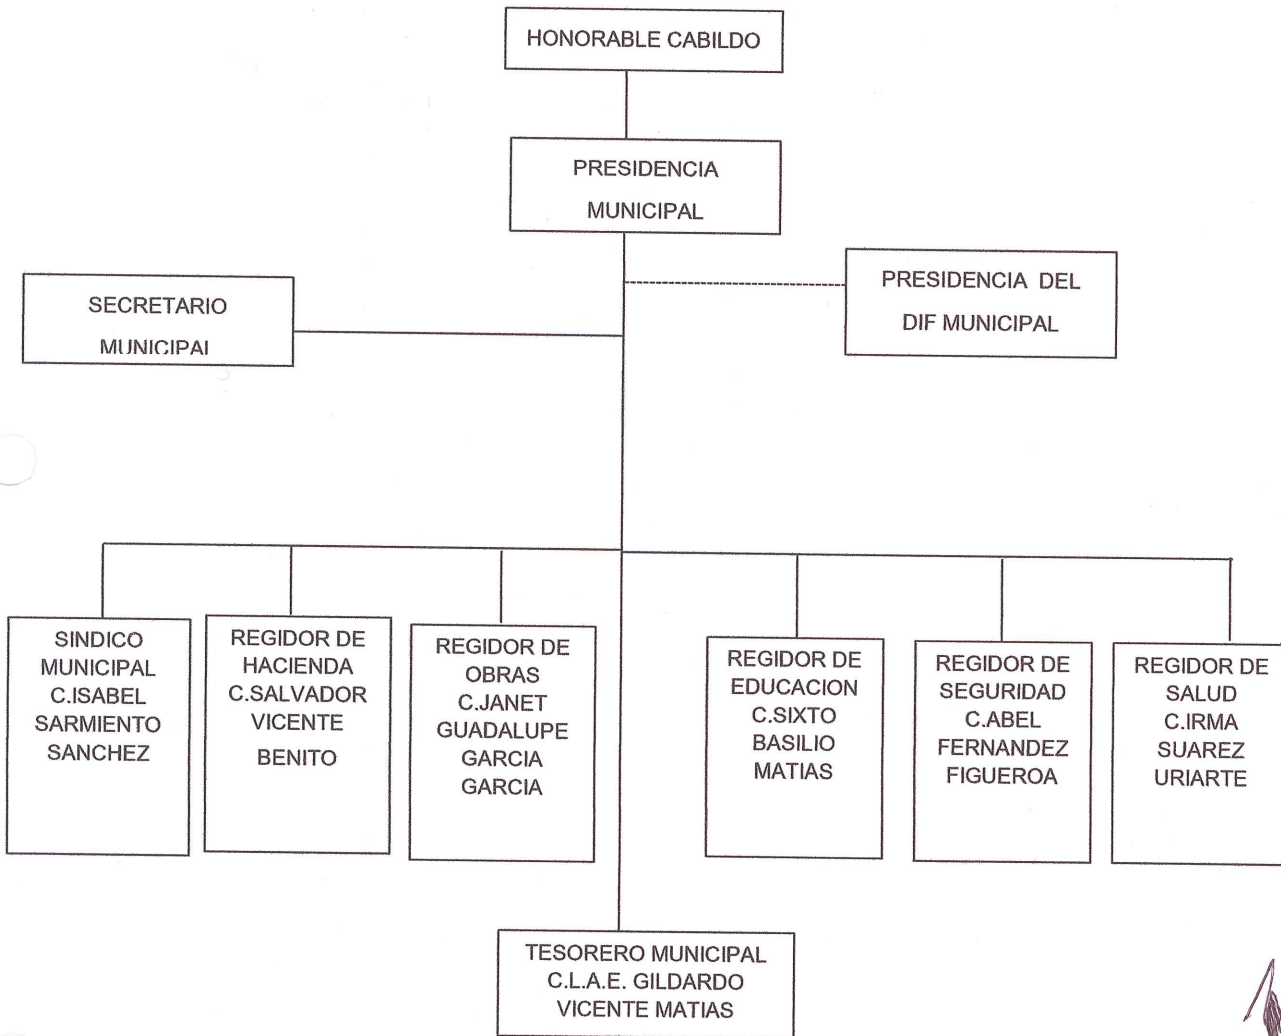 HONORABLE CABILDO
PRESIDENCIA
MUNICIPAL
PRESIDENCIA DEL
DIF MUNICIPAL
SECRETARIO
MUNICIPAL
SINDICO
MUNICIPAL
C.ISABEL
SARMIENTO
SANCHEZ
REGIDOR DE
HACIENDA
C.SALVADOR
VICENTE
BENITO
REGIDOR DE
OBRAS
C.JANET
GUADALUPE
GARCIA
GARCIA
REGIDOR DE
EDUCACION
C.SIXTO
BASILIO
MATIAS
REGIDOR DE
SEGURIDAD
C.ABEL
FERNANDEZ
FIGUEROA
REGIDOR DE
SALUD
C.IRMA
SUAREZ
URIARTE
TESORERO MUNICIPAL
C.L.A.E. GILDARDO
VICENTE MATIAS